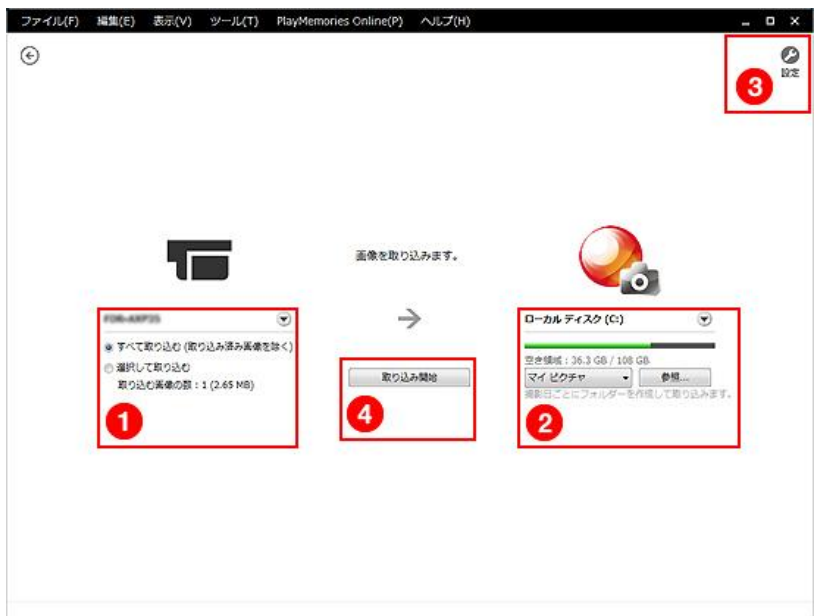 ファイル(F) 編集(E) 表示(V) ツール(T) PlayMemories Online(P) ヘルプ(H)
設定
3
画像を取り込みます。
ローカル ディスク (C:)
すべて取り込む (取り込み済み画像を除く)
選択して取り込む
取り込む画像の数 : 1 (2.65 MB)
1
取り込み開始
4
空き領域 : 36.3 GB / 108 GB
マイ ピクチャ 参照...
撮影日ごとにフォルダーを作成して取り込みます。
2